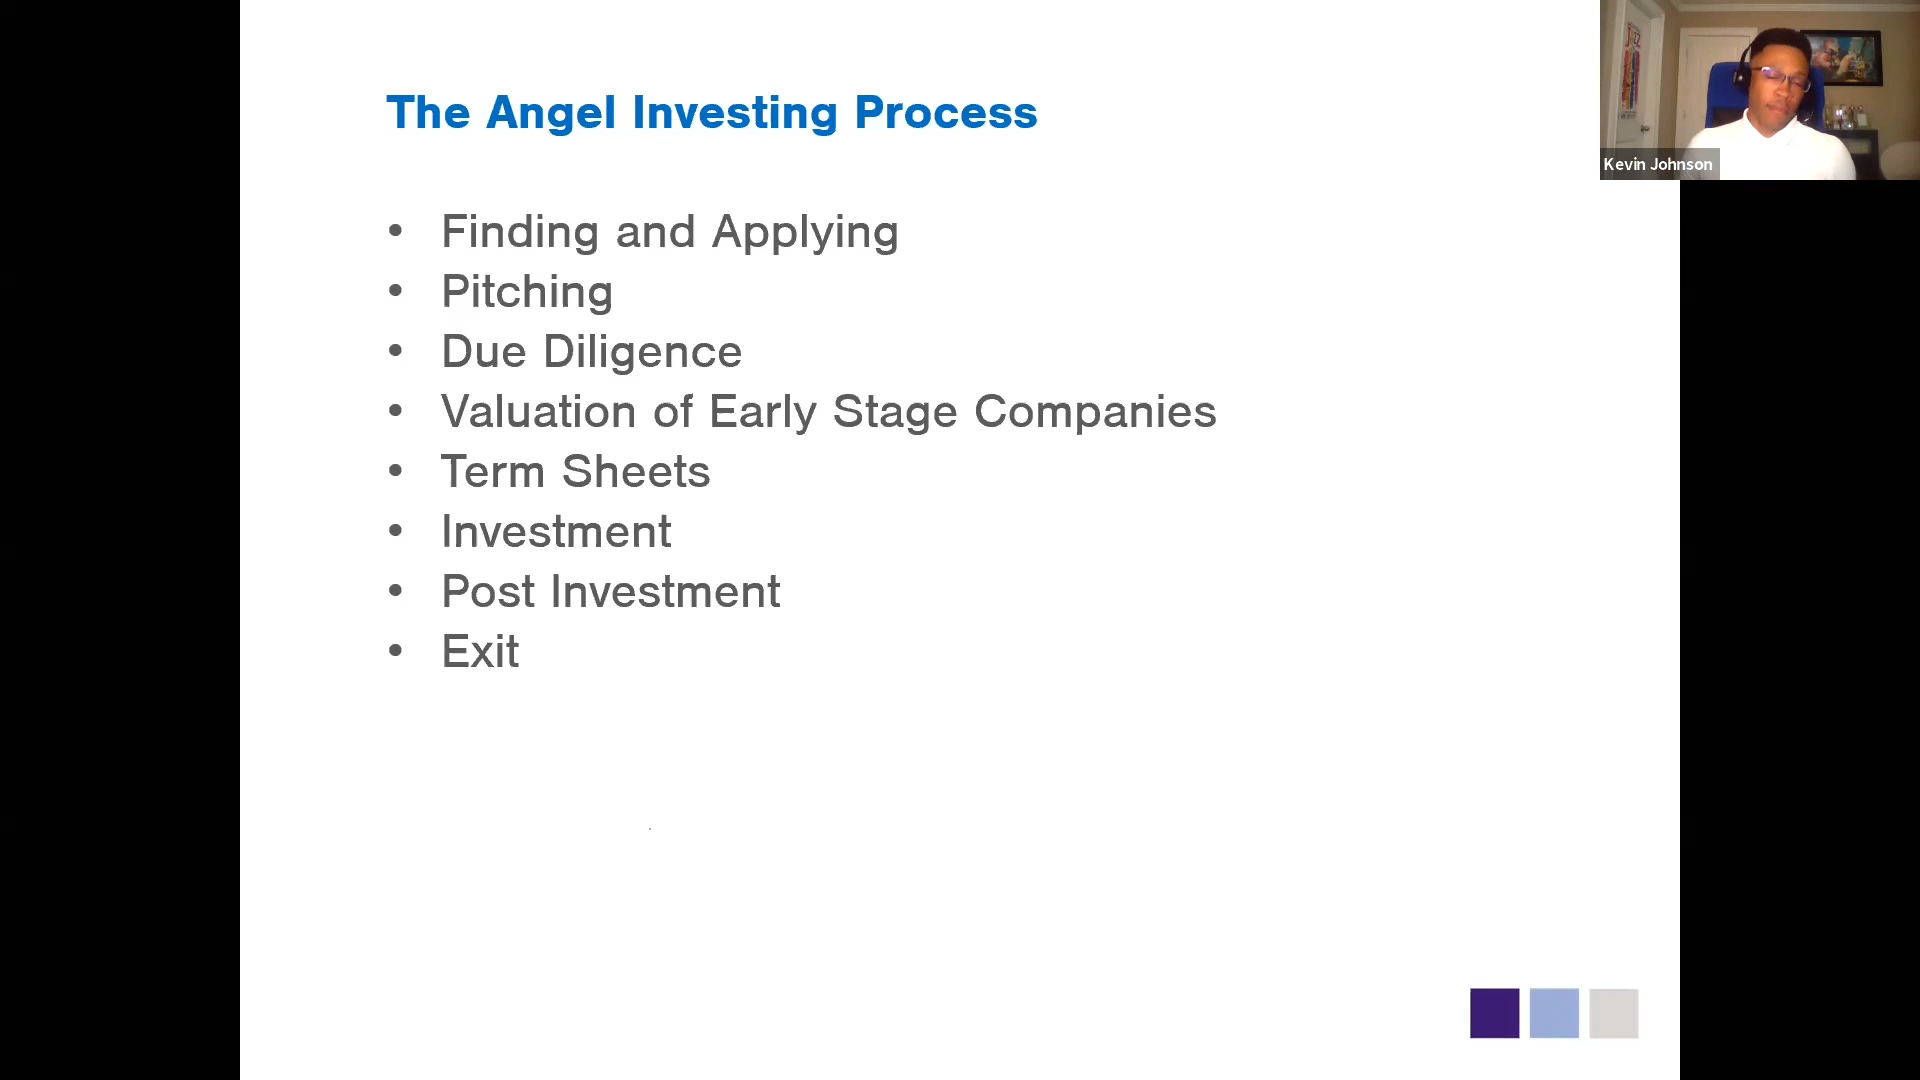 The Angel Investing Process
• Finding and Applying
• Pitching
• Due Diligence
• Valuation of Early Stage Companies
• Term Sheets
• Investment
• Post Investment
• Exit
Kevin Johnson